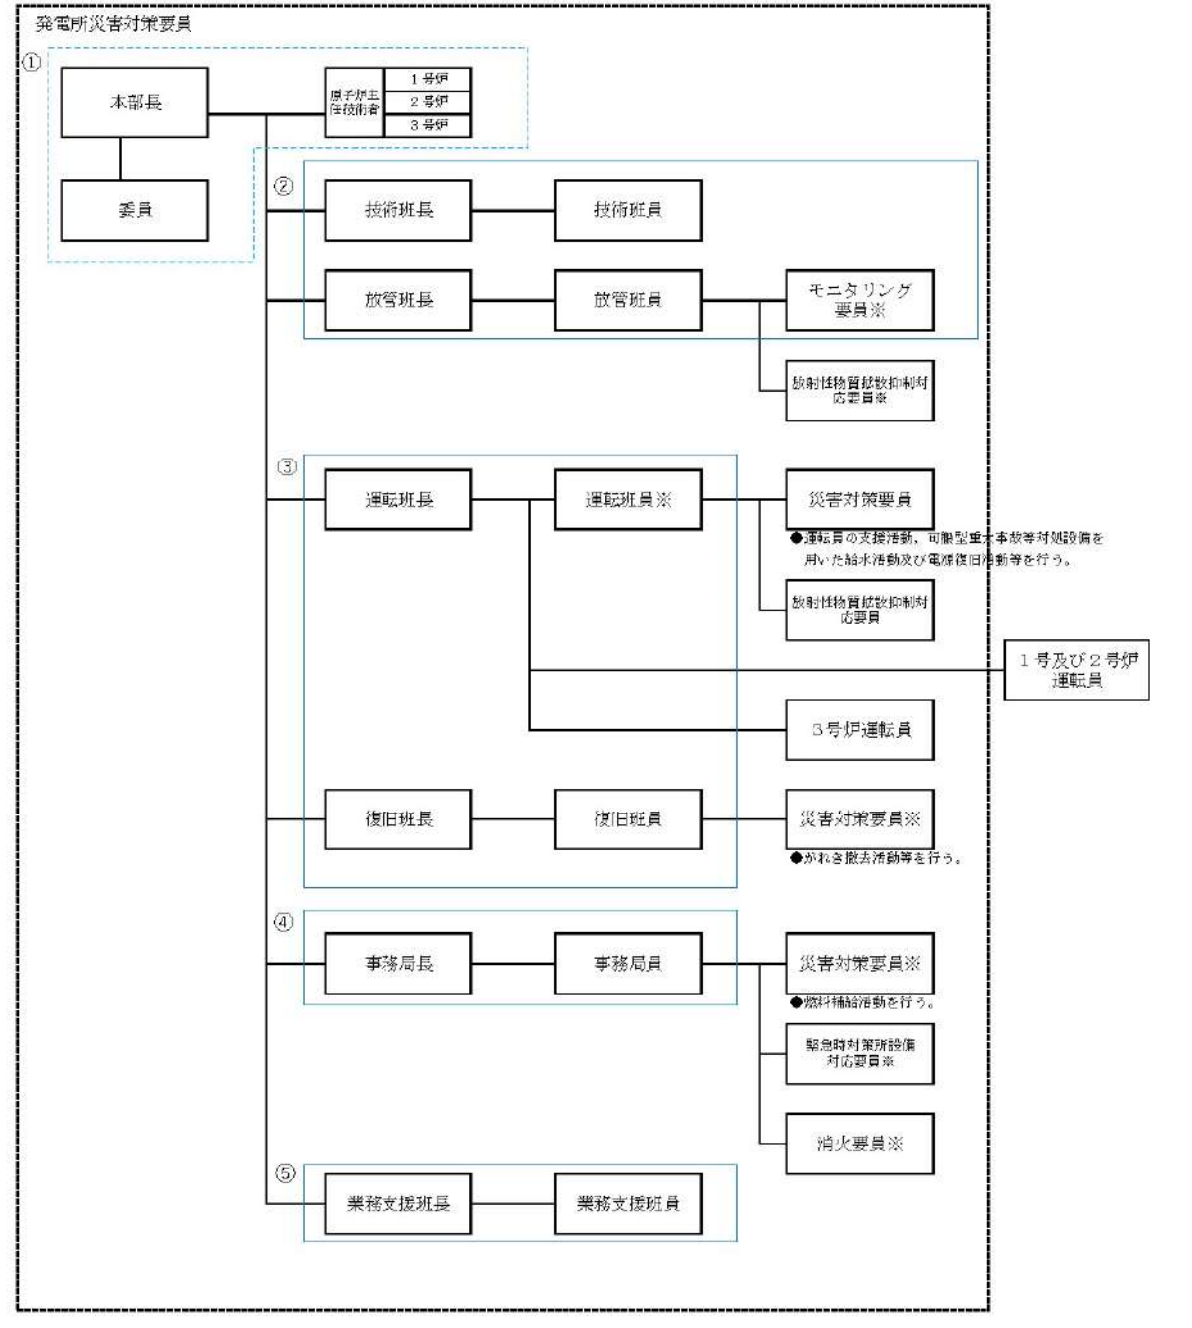 発電所災害対策要員
①
本部長
原子炉主
任技術者
1号炉
2号炉
3号炉
委員
②
技術班長
技術班員
放管班長
放管班員
モニタリング
要員※
放射性物質拡散抑制対
応要員※
③
運転班長
運転班員※
災害対策要員
●運転員の支援活動，可搬型重大事故等対処設備を
用いた給水活動及び電源復旧活動等を行う。
放射性物質拡散抑制対
応要員
1号及び2号炉
運転員
3号炉運転員
復旧班長
復旧班員
災害対策要員※
●がれき撤去活動等を行う。
④
事務局長
事務局員
災害対策要員※
●燃料補給活動を行う。
緊急時対策所設備
対応要員※
消火要員※
⑤
業務支援班長
業務支援班員